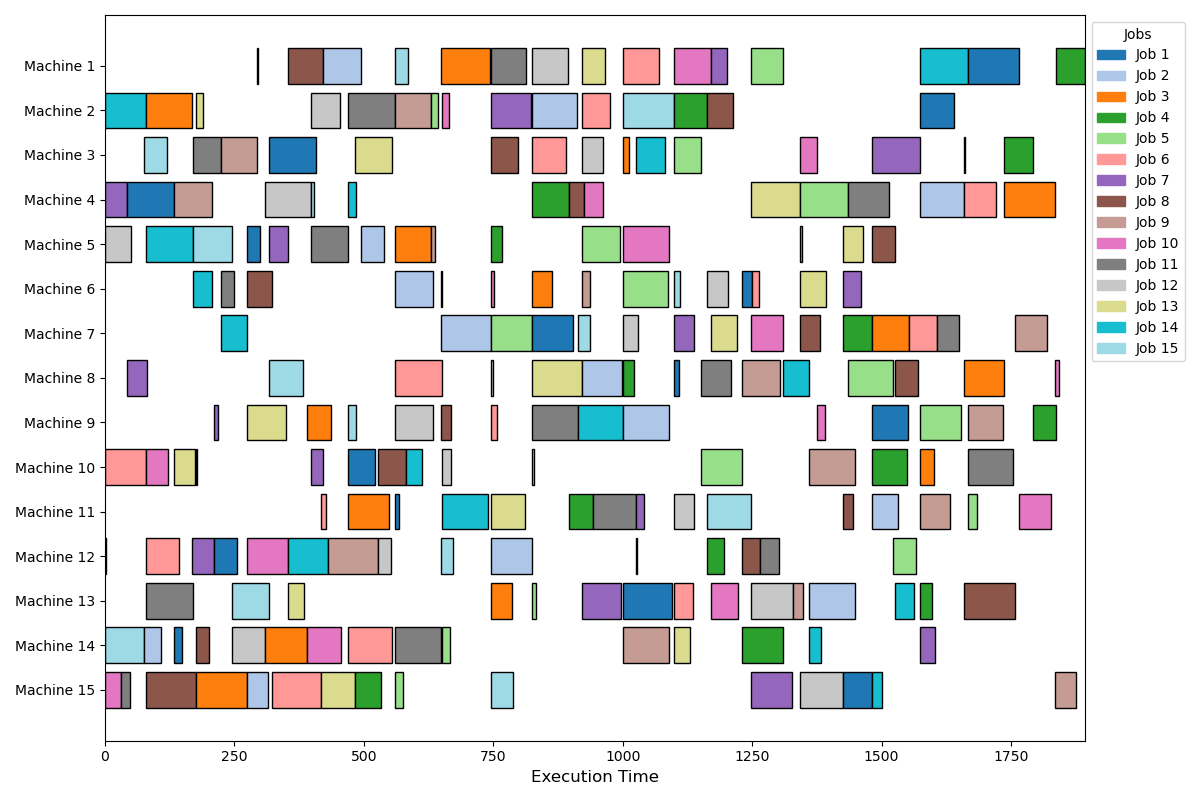 Machine 1
Machine 2
Machine 3
Machine 4
Machine 5
Machine 6
Machine 7
Machine 8
Machine 9
Machine 10
Machine 11
Machine 12
Machine 13
Machine 14
Machine 15
0 250 500 750 1000 1250 1500 1750
Execution Time
Jobs
Job 1
Job 2
Job 3
Job 4
Job 5
Job 6
Job 7
Job 8
Job 9
Job 10
Job 11
Job 12
Job 13
Job 14
Job 15